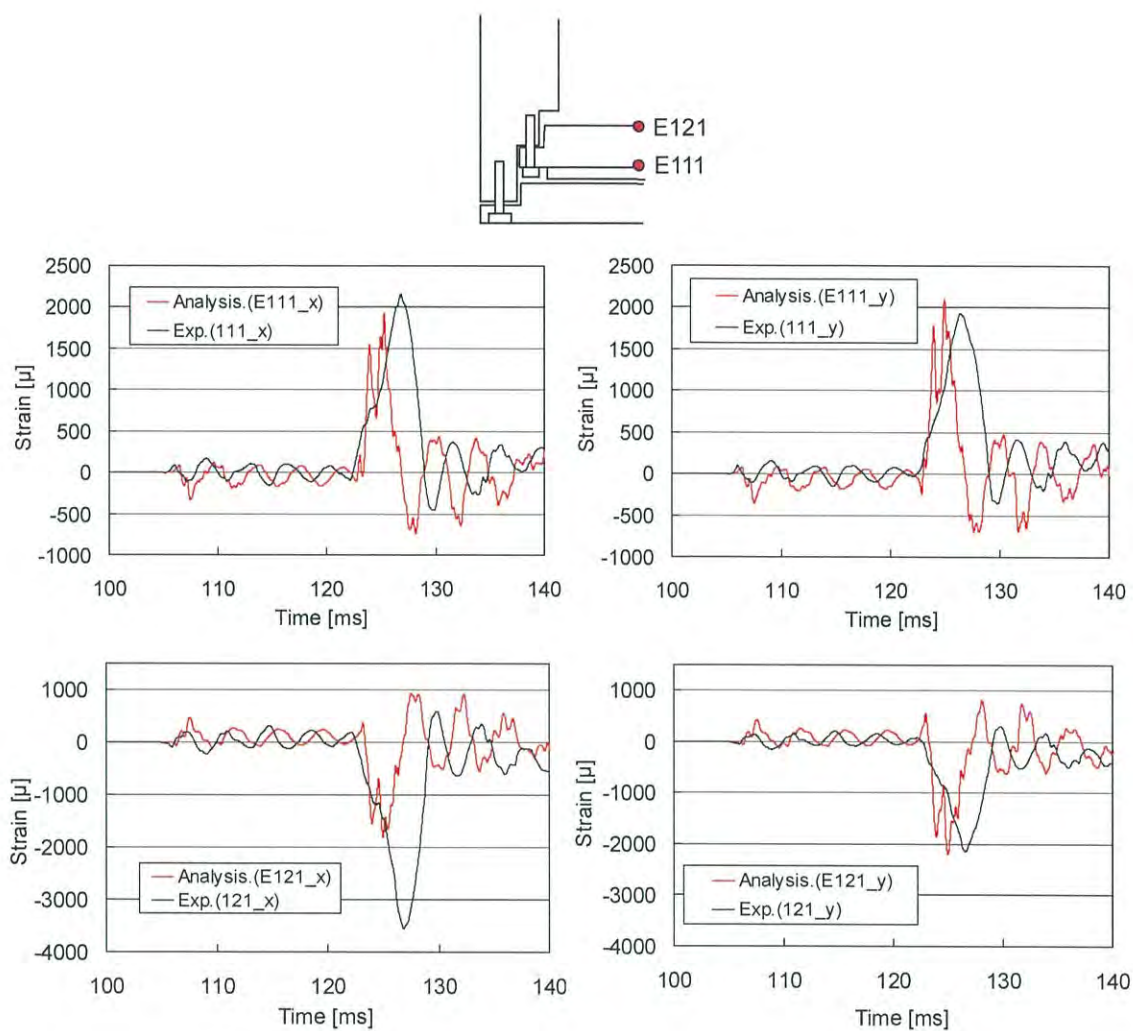 E121
E111
2500
2000
1500
1000
500
0
-500
-1000
Strain [μ]
Analysis.(E111_x)
Exp.(111_x)
100 110 120 130 140
Time [ms]
2500
2000
1500
1000
500
0
-500
-1000
Strain [μ]
Analysis.(E111_y)
Exp.(111_y)
100 110 120 130 140
Time [ms]
1000
0
-1000
-2000
-3000
-4000
Strain [μ]
Analysis.(E121_x)
Exp.(121_x)
100 110 120 130 140
Time [ms]
1000
0
-1000
-2000
-3000
-4000
Strain [μ]
Analysis.(E121_y)
Exp.(121_y)
100 110 120 130 140
Time [ms]